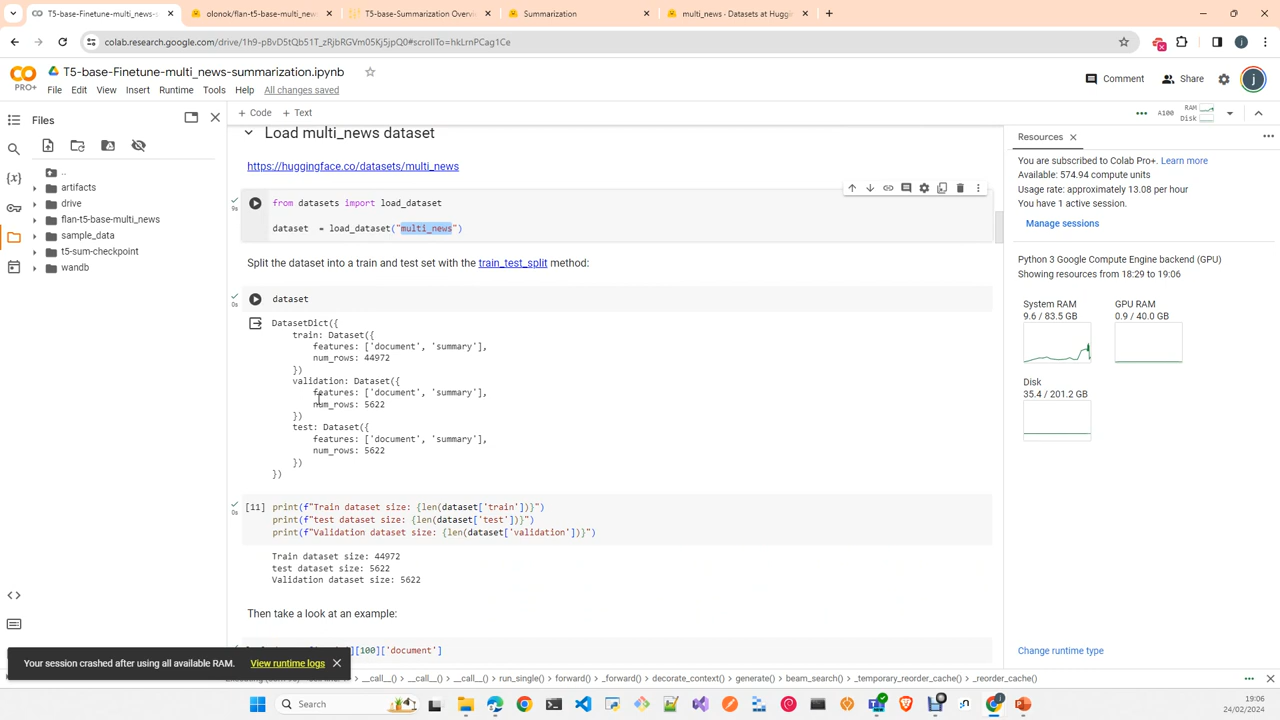 T5-base-Finetune-multi_news-s
olonok/flan-t5-base-multi_new
T5-base-Summarization Overvi
Summarization
multi_news · Datasets at Huggin
colab.research.google.com/drive/1h9-pBvD5tQb51T_zRjbRGVm05Kj5jpQ0#scrollTo=hkLrnPCag1Ce
CO
PRO+
T5-base-Finetune-multi_news-summarization.ipynb
Comment
Share
j
File Edit View Insert Runtime Tools Help All changes saved
Files
+ Code + Text
A100
RAM
Disk
..
artifacts
drive
flan-t5-base-multi_news
sample_data
t5-sum-checkpoint
wandb
Load multi_news dataset
https://huggingface.co/datasets/multi_news
9s
from datasets import load_dataset
dataset = load_dataset("multi_news")
Split the dataset into a train and test set with the train_test_split method:
0s
dataset
DatasetDict({
train: Dataset({
features: ['document', 'summary'],
num_rows: 44972
})
validation: Dataset({
features: ['document', 'summary'],
num_rows: 5622
})
test: Dataset({
features: ['document', 'summary'],
num_rows: 5622
})
})
0s
[11] print(f"Train dataset size: {len(dataset['train'])}")
print(f"test dataset size: {len(dataset['test'])}")
print(f"Validation dataset size: {len(dataset['validation'])}")
Train dataset size: 44972
test dataset size: 5622
Validation dataset size: 5622
Then take a look at an example:
[100]['document']
Resources
You are subscribed to Colab Pro+. Learn more
Available: 574.94 compute units
Usage rate: approximately 13.08 per hour
You have 1 active session.
Manage sessions
Python 3 Google Compute Engine backend (GPU)
Showing resources from 18:29 to 19:06
System RAM
9.6 / 83.5 GB
GPU RAM
0.9 / 40.0 GB
Disk
35.4 / 201.2 GB
Change runtime type
Your session crashed after using all available RAM. View runtime logs
__call__() __call__() __call__() run_single() forward() _forward() decorate_context() generate() beam_search() _temporary_reorder_cache() _reorder_cache()
Search
19:06
24/02/2024